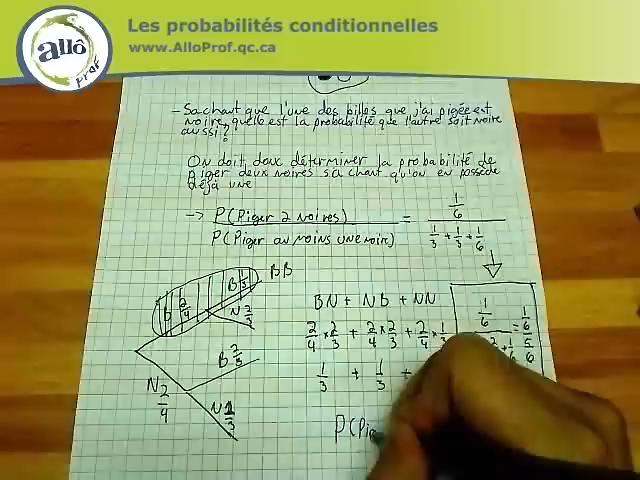 Les probabilités conditionnelles
www.AlloProf.qc.ca
allô
prof
- Sachant que l'une des billes que j'ai pigée est
noire, quelle est la probabilité que l'autre soit noire
aussi?
On doit donc déterminer la probabilité de
piger deux noires sachant qu'on en possède
déjà une
→ P(Piger 2 Noires) = 1/6
P(Piger au moins une noire) 1/3 + 1/3 + 1/6
B 2/4
B 1/3
BB
N 2/3
B 2/3
N 2/4
N 1/3
BN + NB + NN
2/4 × 2/3 + 2/4 × 2/3 + 2/4 × 1/3
1/3 + 1/3 +
1/6 = 1/6
5/6
P(Pi